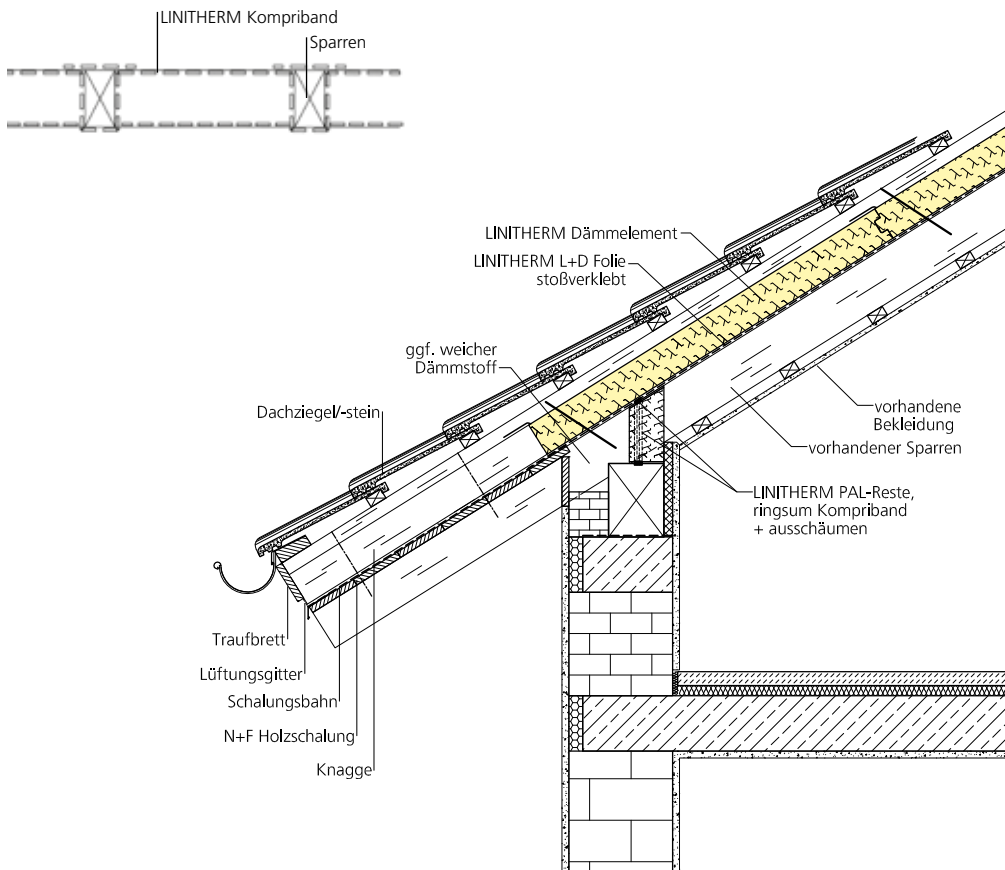 LINITHERM Kompriband
Sparren
LINITHERM Dämmelement
LINITHERM L+D Folie
stoßverklebt
ggf. weicher
Dämmstoff
Dachziegel/-stein
vorhandene
Bekleidung
vorhandener Sparren
LINITHERM PAL-Reste,
ringsum Kompriband
+ ausschäumen
Traufbrett
Lüftungsgitter
Schalungsbahn
N+F Holzschalung
Knagge